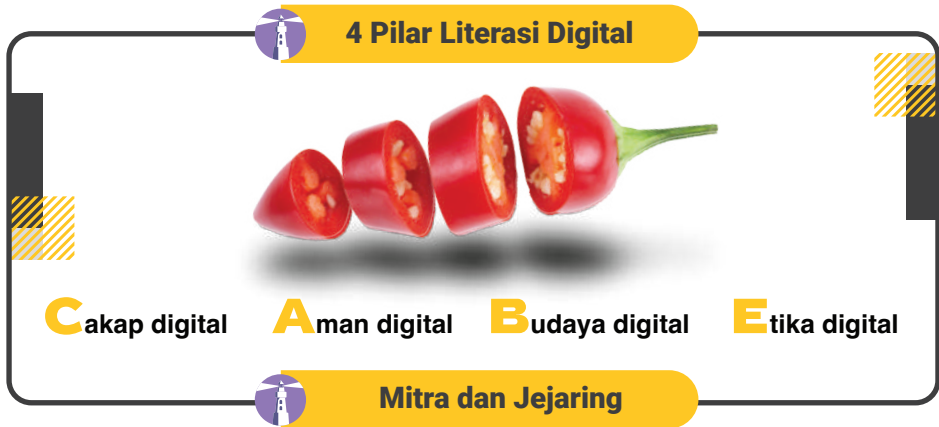 4 Pilar Literasi Digital
Cakap digital Aman digital Budaya digital Etika digital
Mitra dan Jejaring